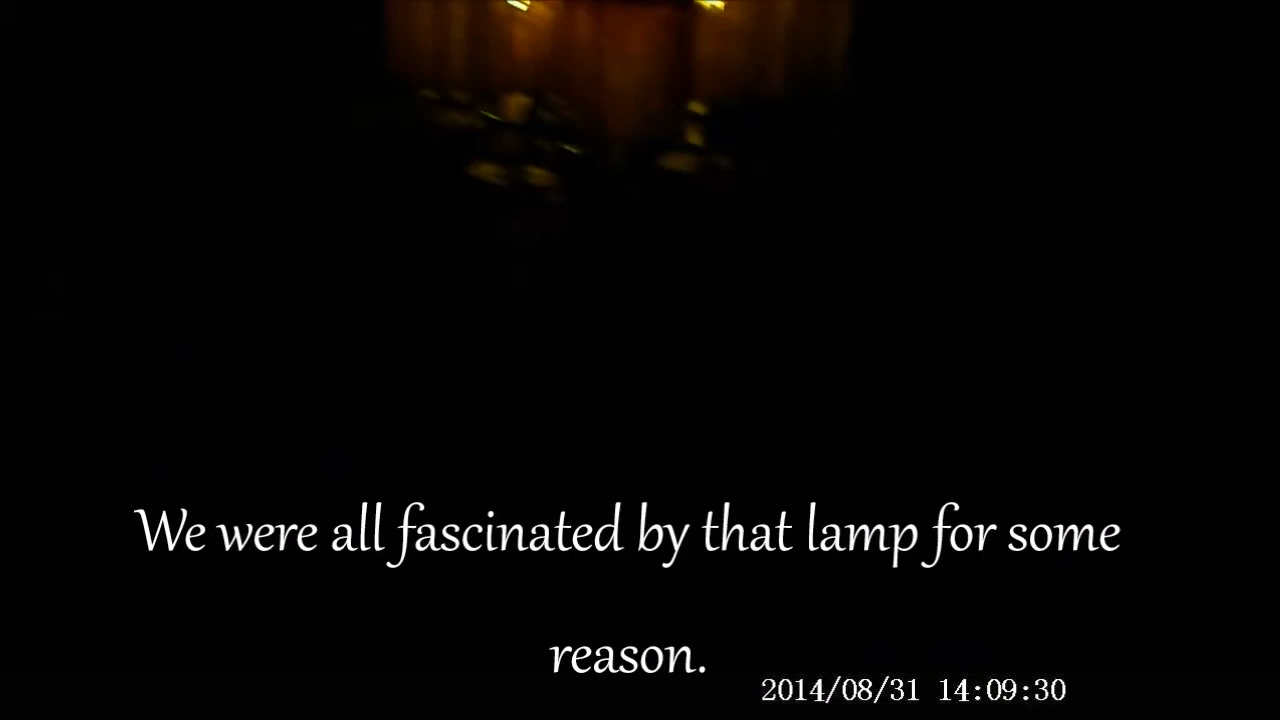 We were all fascinated by that lamp for some
reason.
2014/08/31 14:09:30